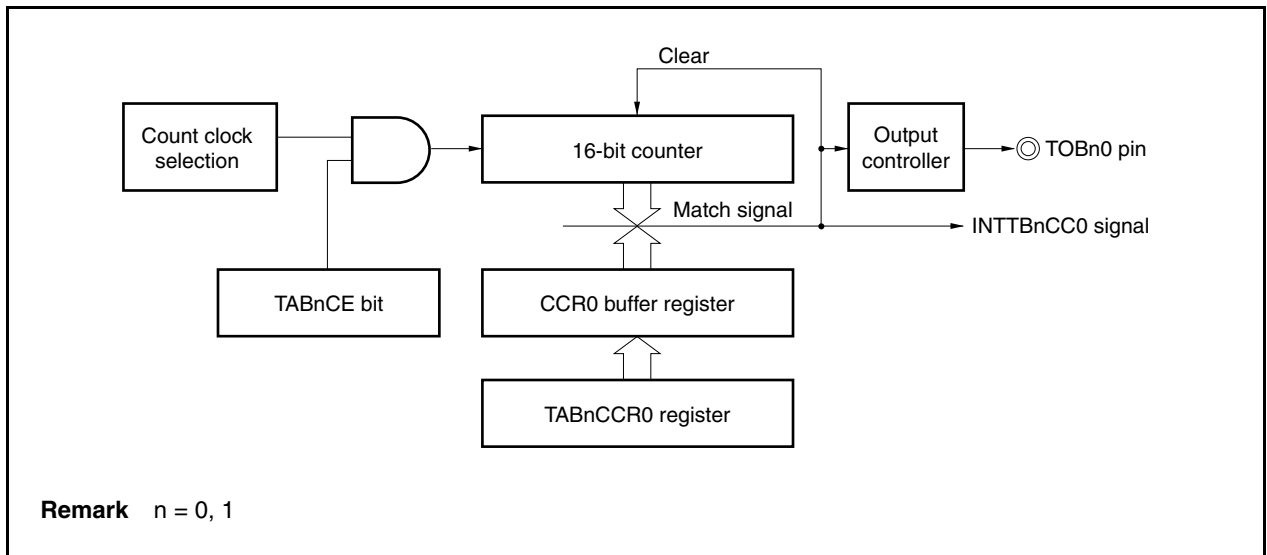 Clear
Count clock
selection
16-bit counter
Output
controller
TOBn0 pin
Match signal
INTTBnCC0 signal
TABnCE bit
CCR0 buffer register
TABnCCR0 register
Remark n = 0, 1